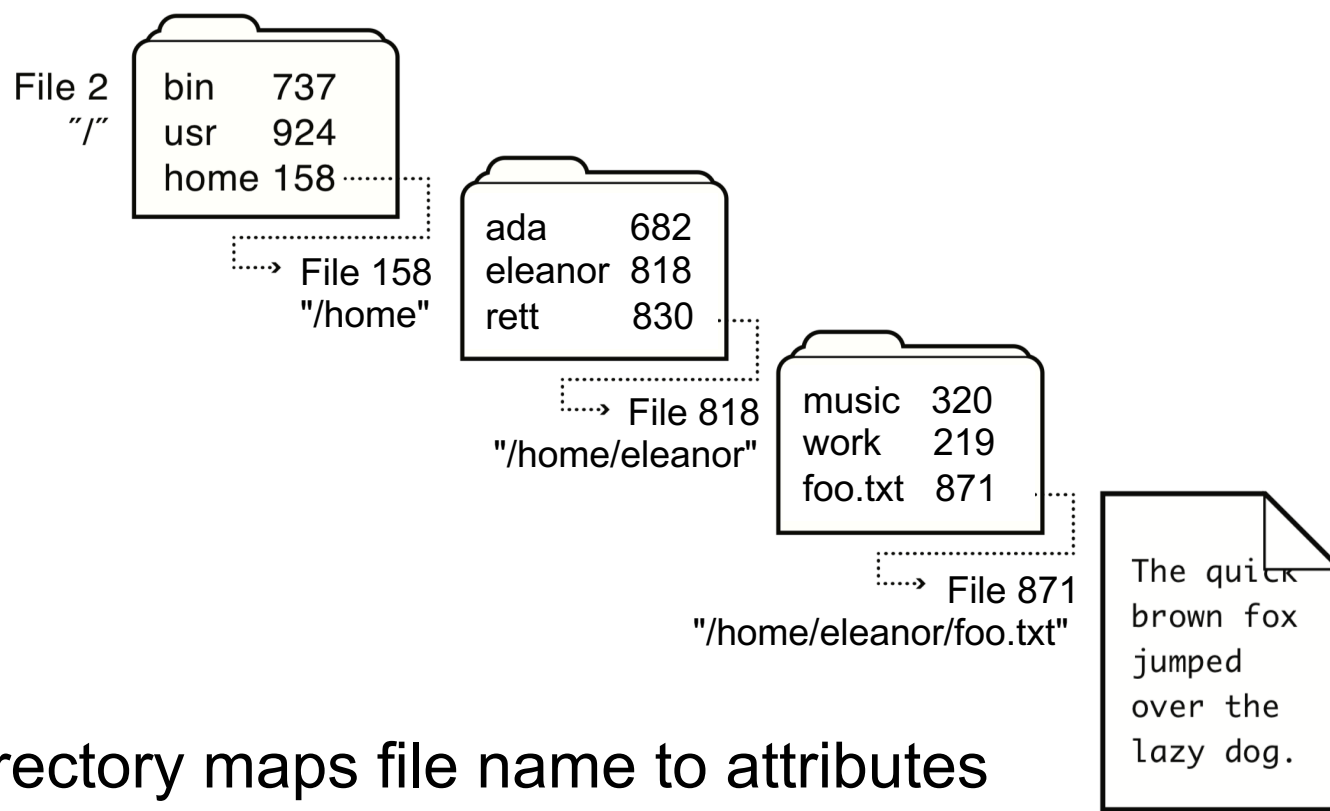 File 2
"/"
bin 737
usr 924
home 158
File 158
"/home"
ada 682
eleanor 818
rett 830
File 818
"/home/eleanor"
music 320
work 219
foo.txt 871
File 871
"/home/eleanor/foo.txt"
The quick
brown fox
jumped
over the
lazy dog.
rectory maps file name to attributes